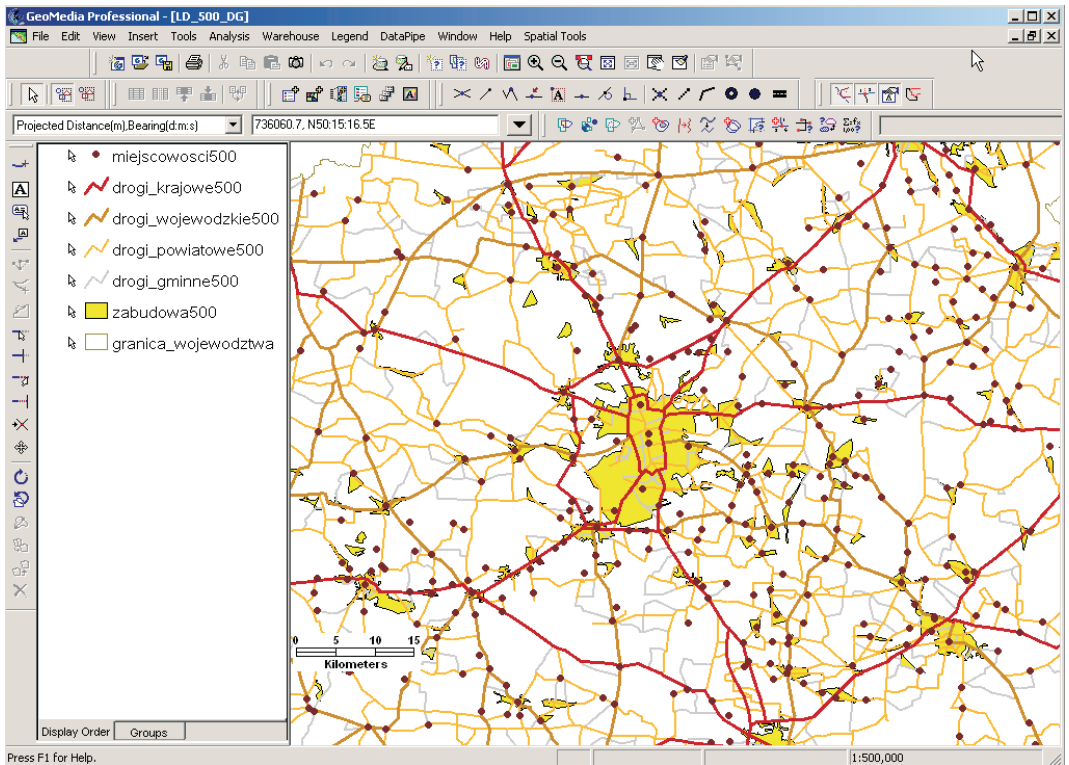 GeoMedia Professional - [LD_500_DG]
File Edit View Insert Tools Analysis Warehouse Legend DataPipe Window Help Spatial Tools
Projected Distance(m),Bearing(d:m:s)
736060.7, N50:15:16.5E
miejscowosci500
drogi_krajowe500
drogi_wojewodzkie500
drogi_powiatowe500
drogi_gminne500
zabudowa500
granica_wojewodztwa
0 5 10 15
Kilometers
Display Order Groups
Press F1 for Help.
1:500,000